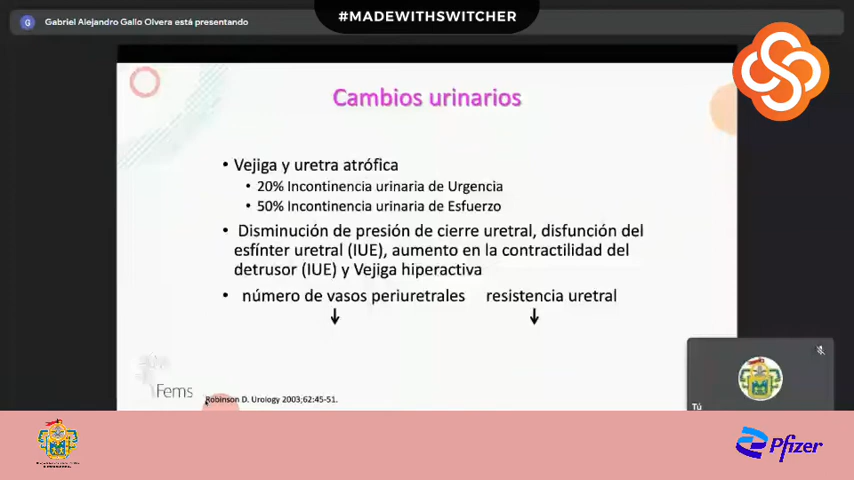 Gabriel Alejandro Gallo Olvera está presentando
#MADEWITHSWITCHER
Cambios urinarios
• Vejiga y uretra atrófica
• 20% Incontinencia urinaria de Urgencia
• 50% Incontinencia urinaria de Esfuerzo
• Disminución de presión de cierre uretral, disfunción del
esfínter uretral (IUE), aumento en la contractilidad del
detrusor (IUE) y Vejiga hiperactiva
• número de vasos periuretrales resistencia uretral
↓ ↓
Fems
Robinson D. Urology 2003;62:45-51.
Tú
Pfizer